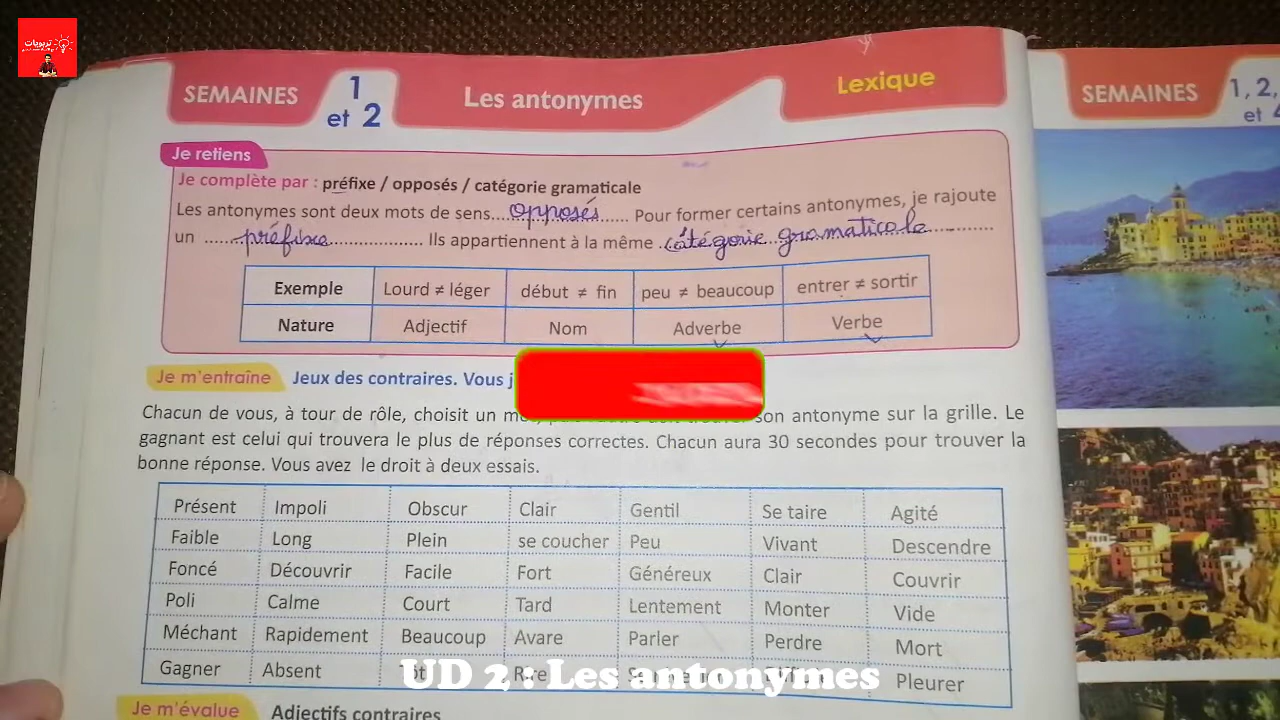 تربويات
SEMAINES 1 et 2
Les antonymes
Lexique
SEMAINES 1, 2,
et
Je retiens
Je complète par : préfixe / opposés / catégorie gramaticale
Les antonymes sont deux mots de sens... opposés ...... Pour former certains antonymes, je rajoute
un ...... préfixe ...... Ils appartiennent à la même . catégorie gramaticale ......
Exemple Lourd ≠ léger début ≠ fin peu ≠ beaucoup entrer ≠ sortir
Nature Adjectif Nom Adverbe Verbe
Je m'entraîne Jeux des contraires. Vous
Chacun de vous, à tour de rôle, choisit un son antonyme sur la grille. Le
gagnant est celui qui trouvera le plus de réponses correctes. Chacun aura 30 secondes pour trouver la
bonne réponse. Vous avez le droit à deux essais.
Présent Impoli Obscur Clair Gentil Se taire Agité
Faible Long Plein se coucher Peu Vivant Descendre
Foncé Découvrir Facile Fort Généreux Clair Couvrir
Poli Calme Court Tard Lentement Monter Vide
Méchant Rapidement Beaucoup Avare Parler Perdre Mort
Gagner Absent Rire Pleurer
UD 2 : Les antonymes
Je m'évalue Adjectifs contraires